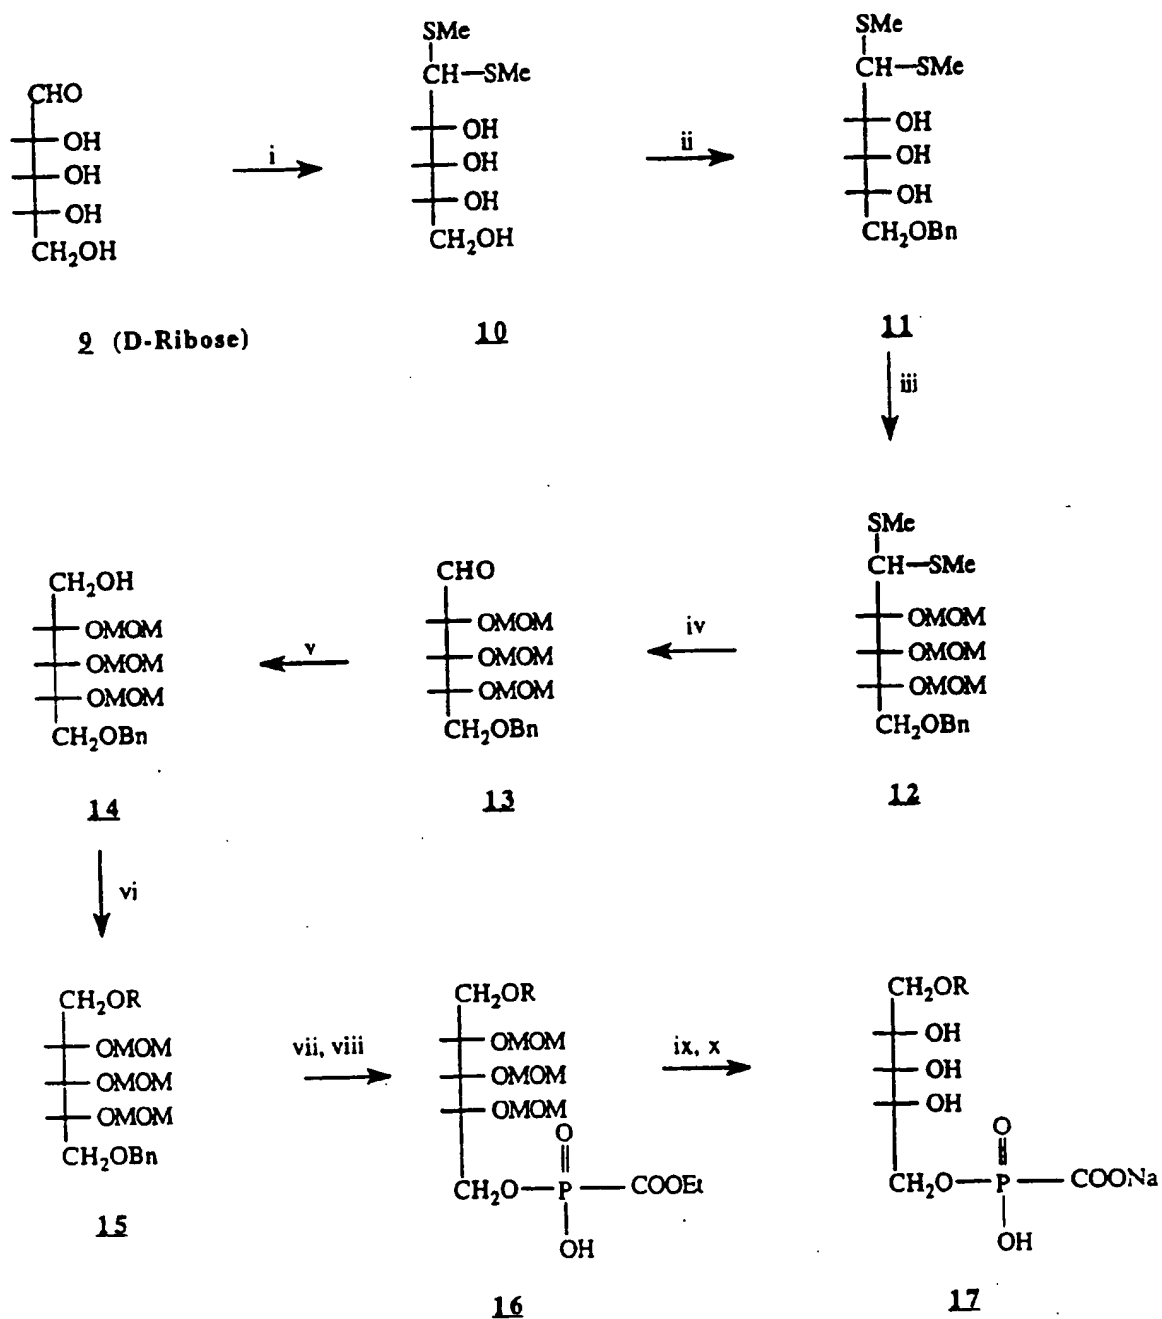 CHO
OH
OH
OH
CH₂OH
9 (D-Ribose)
i
SMe
CH—SMe
OH
OH
OH
CH₂OH
10
ii
SMe
CH—SMe
OH
OH
OH
CH₂OBn
11
iii
SMe
CH—SMe
OMOM
OMOM
OMOM
CH₂OBn
12
iv
CHO
OMOM
OMOM
OMOM
CH₂OBn
13
v
CH₂OH
OMOM
OMOM
OMOM
CH₂OBn
14
vi
CH₂OR
OMOM
OMOM
OMOM
CH₂OBn
15
vii, viii
CH₂OR
OMOM
OMOM
OMOM
O
CH₂O—P—COOEt
OH
16
ix, x
CH₂OR
OH
OH
OH
O
CH₂O—P—COONa
OH
17